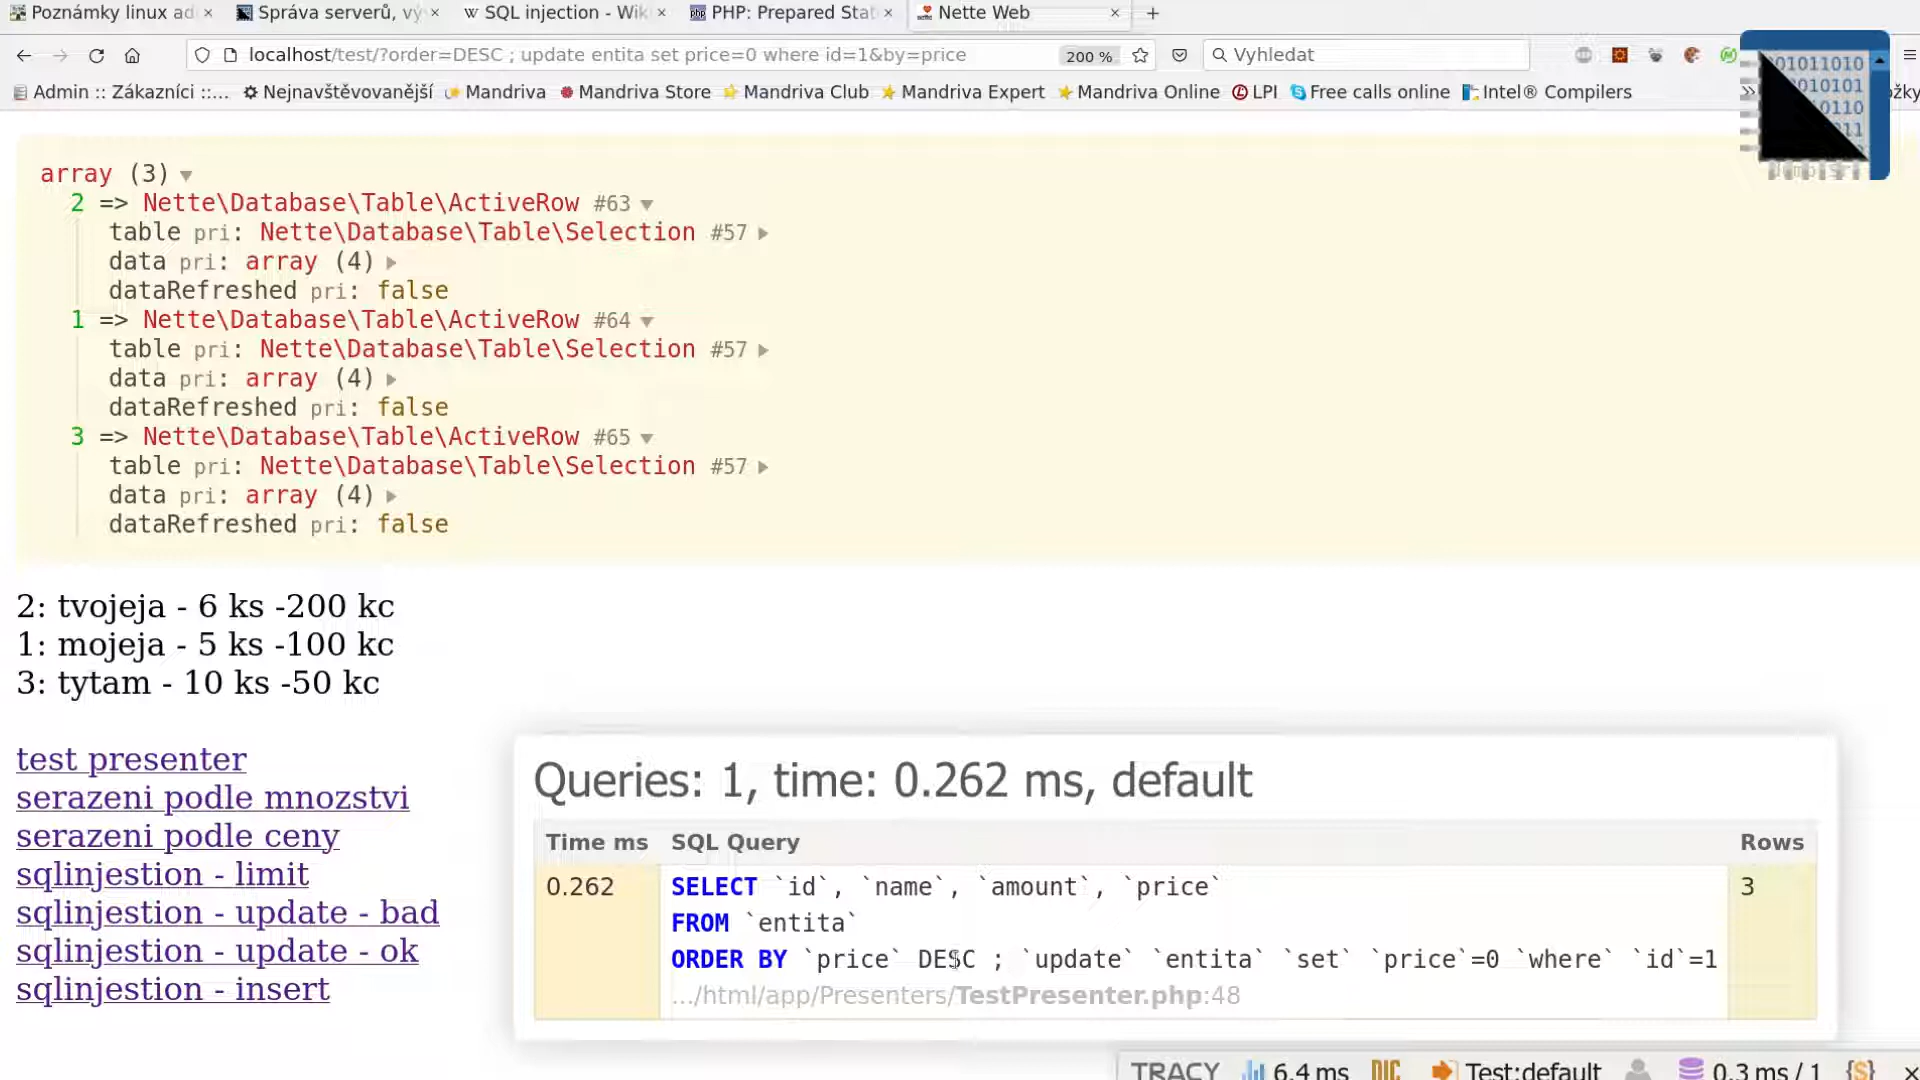 Poznámky linux ad
Správa serverů, vý
SQL injection - Wik
PHP: Prepared Stat
Nette Web
localhost/test/?order=DESC ; update entita set price=0 where id=1&by=price
200 %
Vyhledat
Admin :: Zákazníci ::...
Nejnavštěvovanější
Mandriva
Mandriva Store
Mandriva Club
Mandriva Expert
Mandriva Online
LPI
Free calls online
Intel® Compilers
array (3)
2 => Nette\Database\Table\ActiveRow #63
table pri: Nette\Database\Table\Selection #57
data pri: array (4)
dataRefreshed pri: false
1 => Nette\Database\Table\ActiveRow #64
table pri: Nette\Database\Table\Selection #57
data pri: array (4)
dataRefreshed pri: false
3 => Nette\Database\Table\ActiveRow #65
table pri: Nette\Database\Table\Selection #57
data pri: array (4)
dataRefreshed pri: false
2: tvojeja - 6 ks -200 kc
1: mojeja - 5 ks -100 kc
3: tytam - 10 ks -50 kc
test presenter
serazeni podle mnozstvi
serazeni podle ceny
sqlinjestion - limit
sqlinjestion - update - bad
sqlinjestion - update - ok
sqlinjestion - insert
Queries: 1, time: 0.262 ms, default
Time ms SQL Query Rows
0.262 SELECT `id`, `name`, `amount`, `price` 3
FROM `entita`
ORDER BY `price` DESC ; `update` `entita` `set` `price`=0 `where` `id`=1
.../html/app/Presenters/TestPresenter.php:48
TRACY 6.4 ms DIC Test:default 0.3 ms / 1